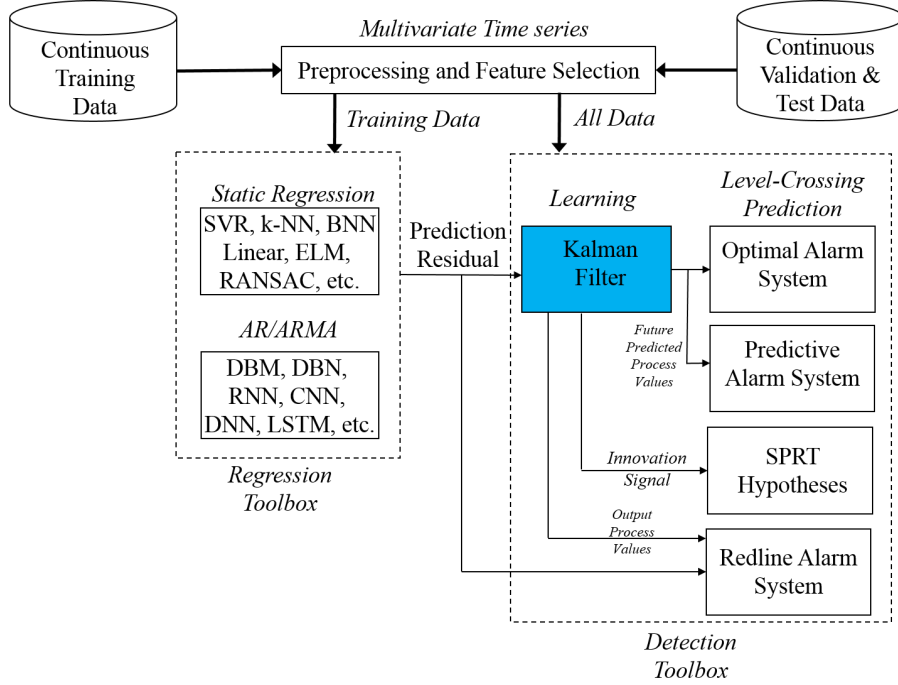 Continuous
Training
Data
Multivariate Time series
Preprocessing and Feature Selection
Continuous
Validation &
Test Data
Training Data
All Data
Static Regression
SVR, k-NN, BNN
Linear, ELM,
RANSAC, etc.
AR/ARMA
DBM, DBN,
RNN, CNN,
DNN, LSTM, etc.
Regression
Toolbox
Prediction
Residual
Learning
Kalman
Filter
Level-Crossing
Prediction
Optimal Alarm
System
Future
Predicted
Process
Values
Predictive
Alarm System
Innovation
Signal
SPRT
Hypotheses
Output
Process
Values
Redline Alarm
System
Detection
Toolbox